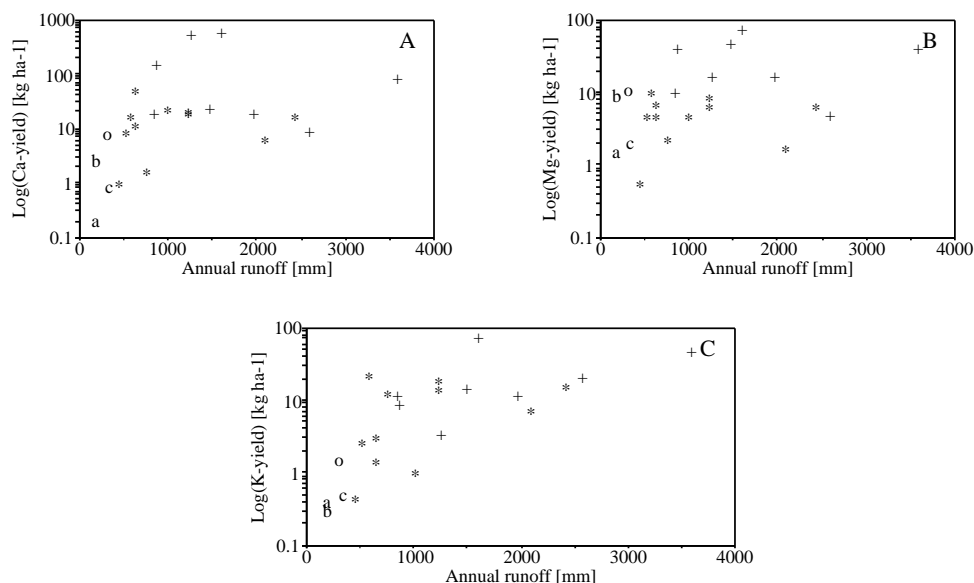 1000
100
10
1
0.1
Log(Ca-yield) [kg ha-1]
A
o
b
c
a
0 1000 2000 3000 4000
Annual runoff [mm]
100
10
1
0.1
Log(Mg-yield) [kg ha-1]
B
b o
a c
0 1000 2000 3000 4000
Annual runoff [mm]
100
10
1
0.1
Log(K-yield) [kg ha-1]
C
o
c
a
b
0 1000 2000 3000 4000
Annual runoff [mm]